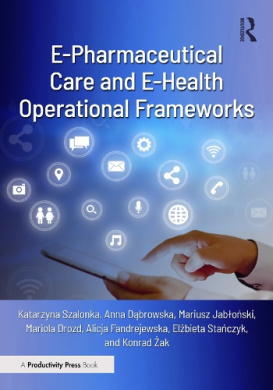 ROUTLEDGE
E-Pharmaceutical
Care and E-Health
Operational Frameworks
Katarzyna Szalonka, Anna Dąbrowska, Mariusz Jabłoński,
Mariola Drozd, Alicja Fandrejewska, Elżbieta Stańczyk,
and Konrad Żak
A Productivity Press Book